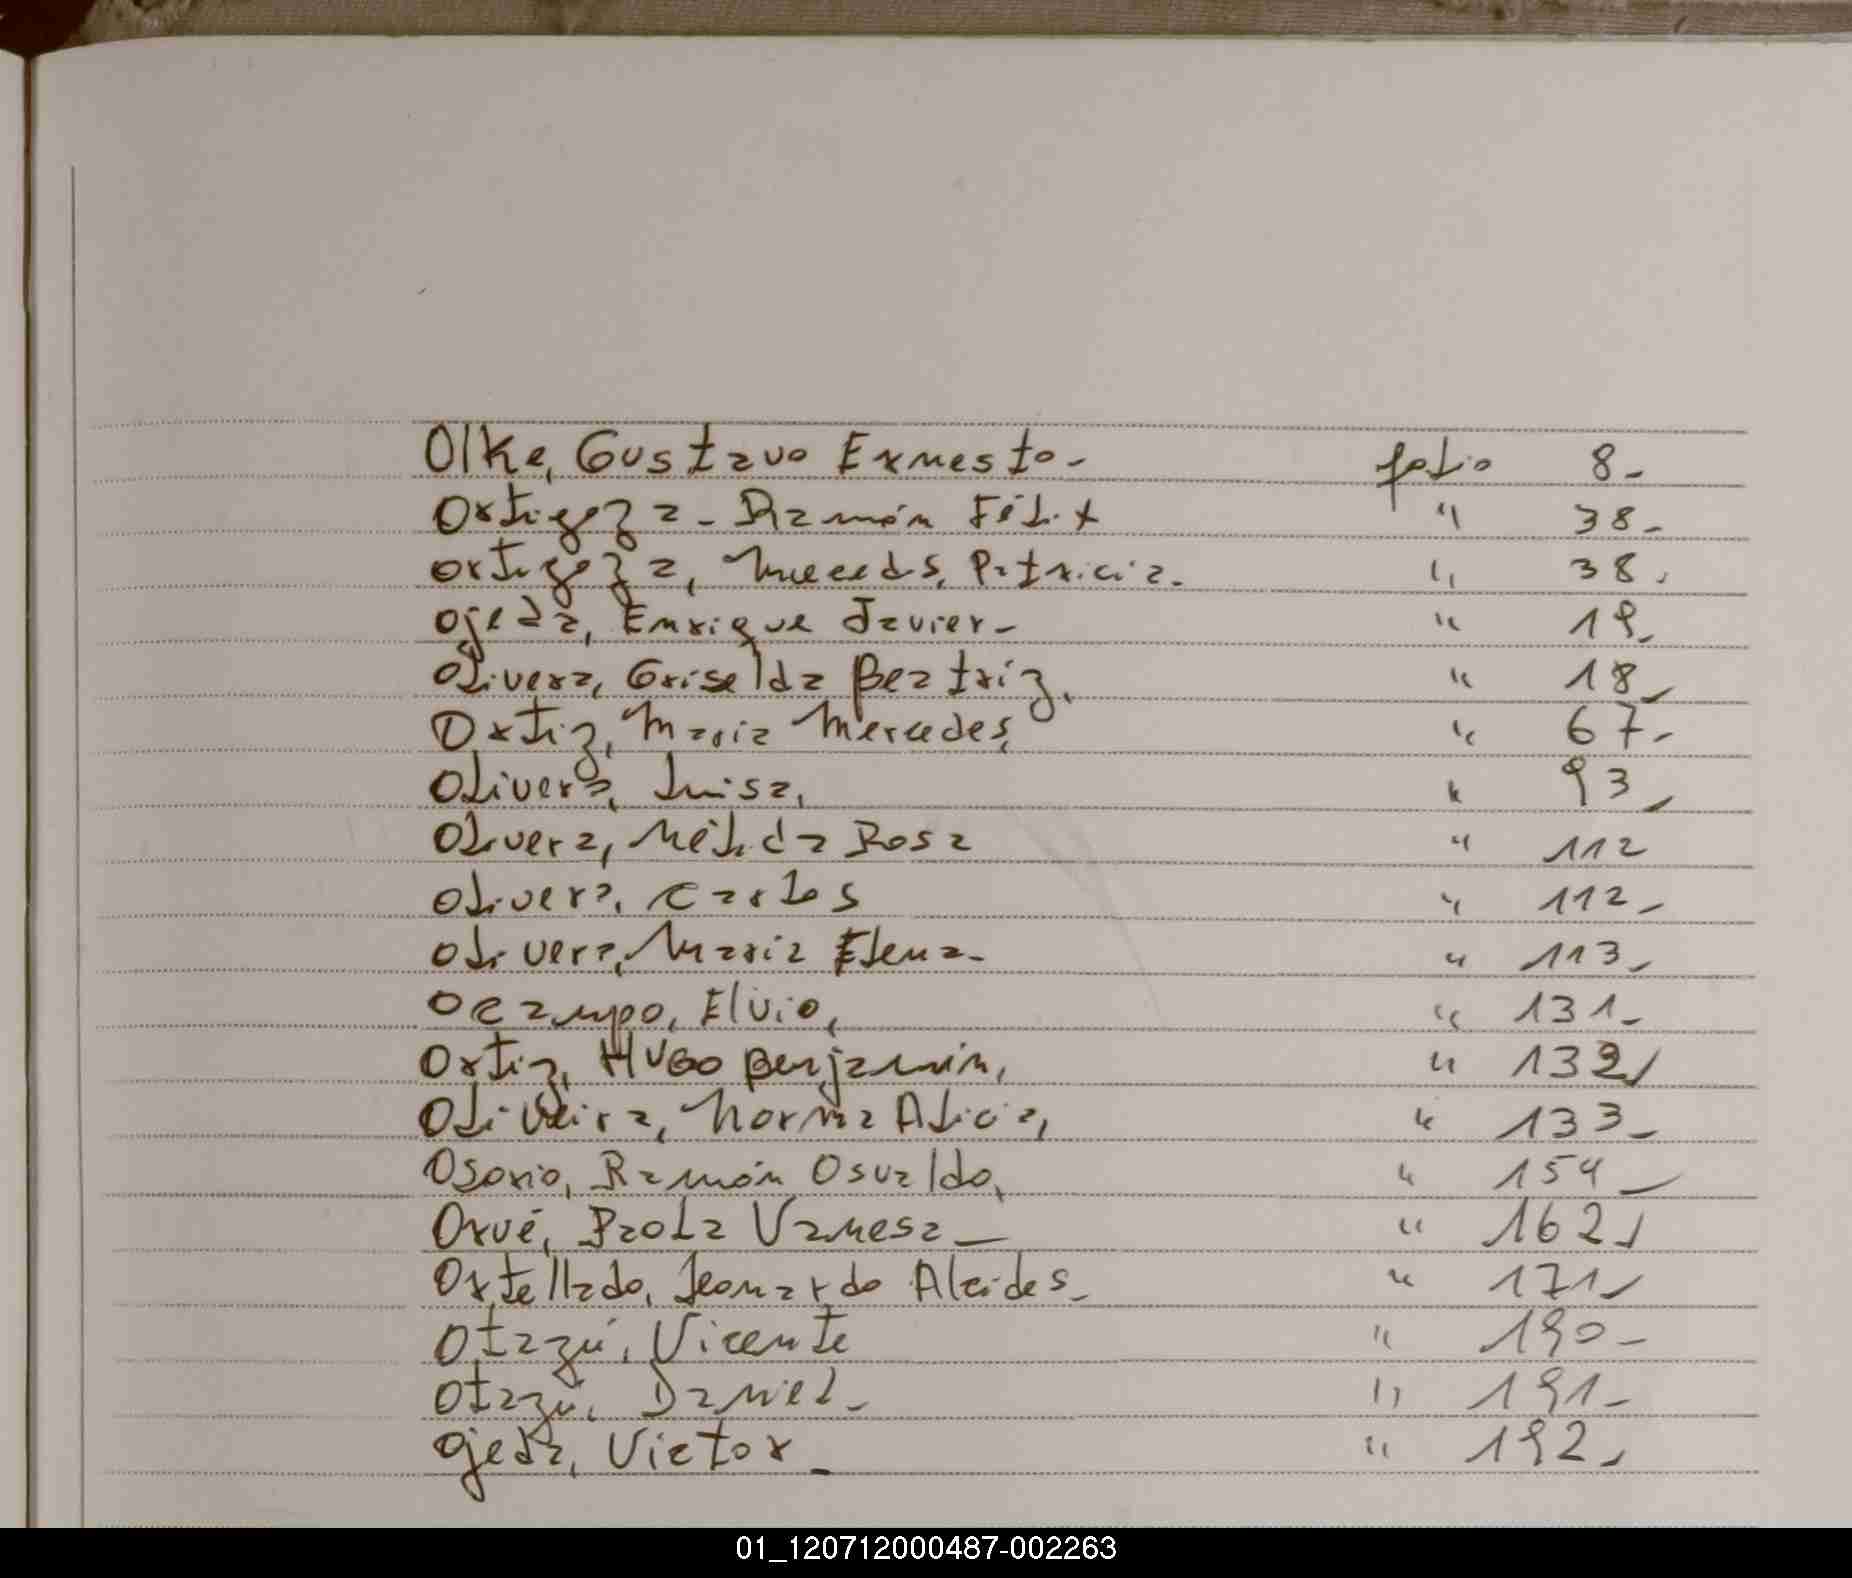 Olke, Gustavo Ernesto- folio 8-
Ortigoza- Ramón Félix " 38-
Ortigoza, Mercedes, Patricia. " 38.
Ojeda, Enrique Javier- " 19-
Olivera, Griselda Beatriz, " 18-
Ortiz, Maria Mercedes, " 67-
Olivera, Luisa, " 93-
Olivera, Rosa " 112
Olivera, Carlos " 112-
Olivera, Maria Elena- " 113-
Ocampo, Elvio, " 131-
Ortiz, Hugo Benjamín, " 132/
Oliveira, Norma Alicia, " 133-
Osorio, Ramón Osvaldo, " 154-
Orué, Paola Vanesa- " 162-
Ortellado, Leonardo Alcides- " 171-
Otazú, Vicente " 190-
Otazú, Daniel- " 191-
Ojeda, Victor- " 192-
01_120712000487-002263